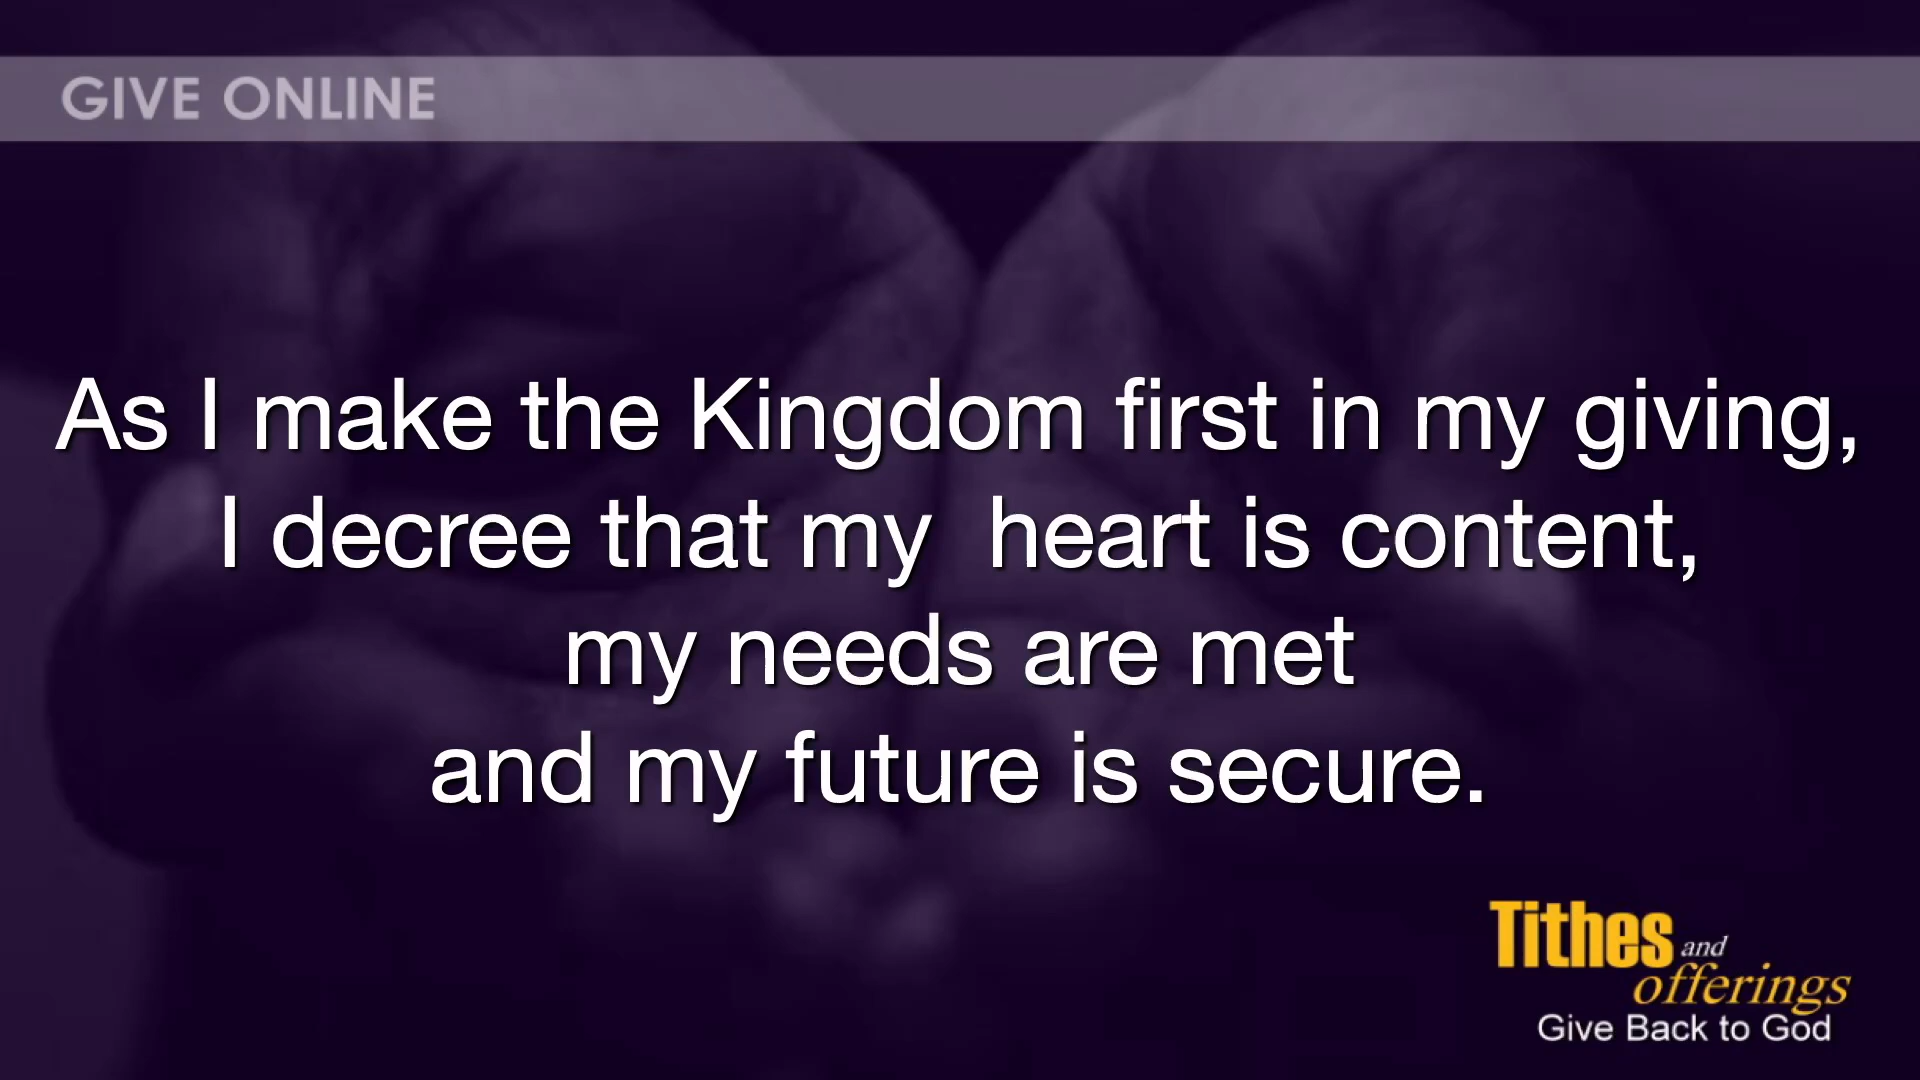 GIVE ONLINE
As I make the Kingdom first in my giving,
I decree that my  heart is content,
my needs are met
and my future is secure.
Tithes and
offerings
Give Back to God